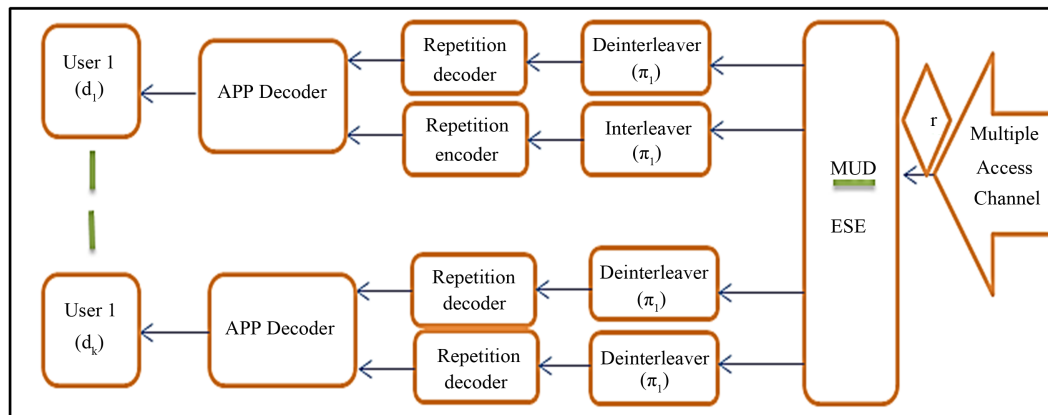 User 1
(d₁)
APP Decoder
Repetition
decoder
Deinterleaver
(π₁)
Repetition
encoder
Interleaver
(π₁)
MUD
ESE
r
Multiple
Access
Channel
User 1
(dₖ)
APP Decoder
Repetition
decoder
Deinterleaver
(π₁)
Repetition
decoder
Deinterleaver
(π₁)